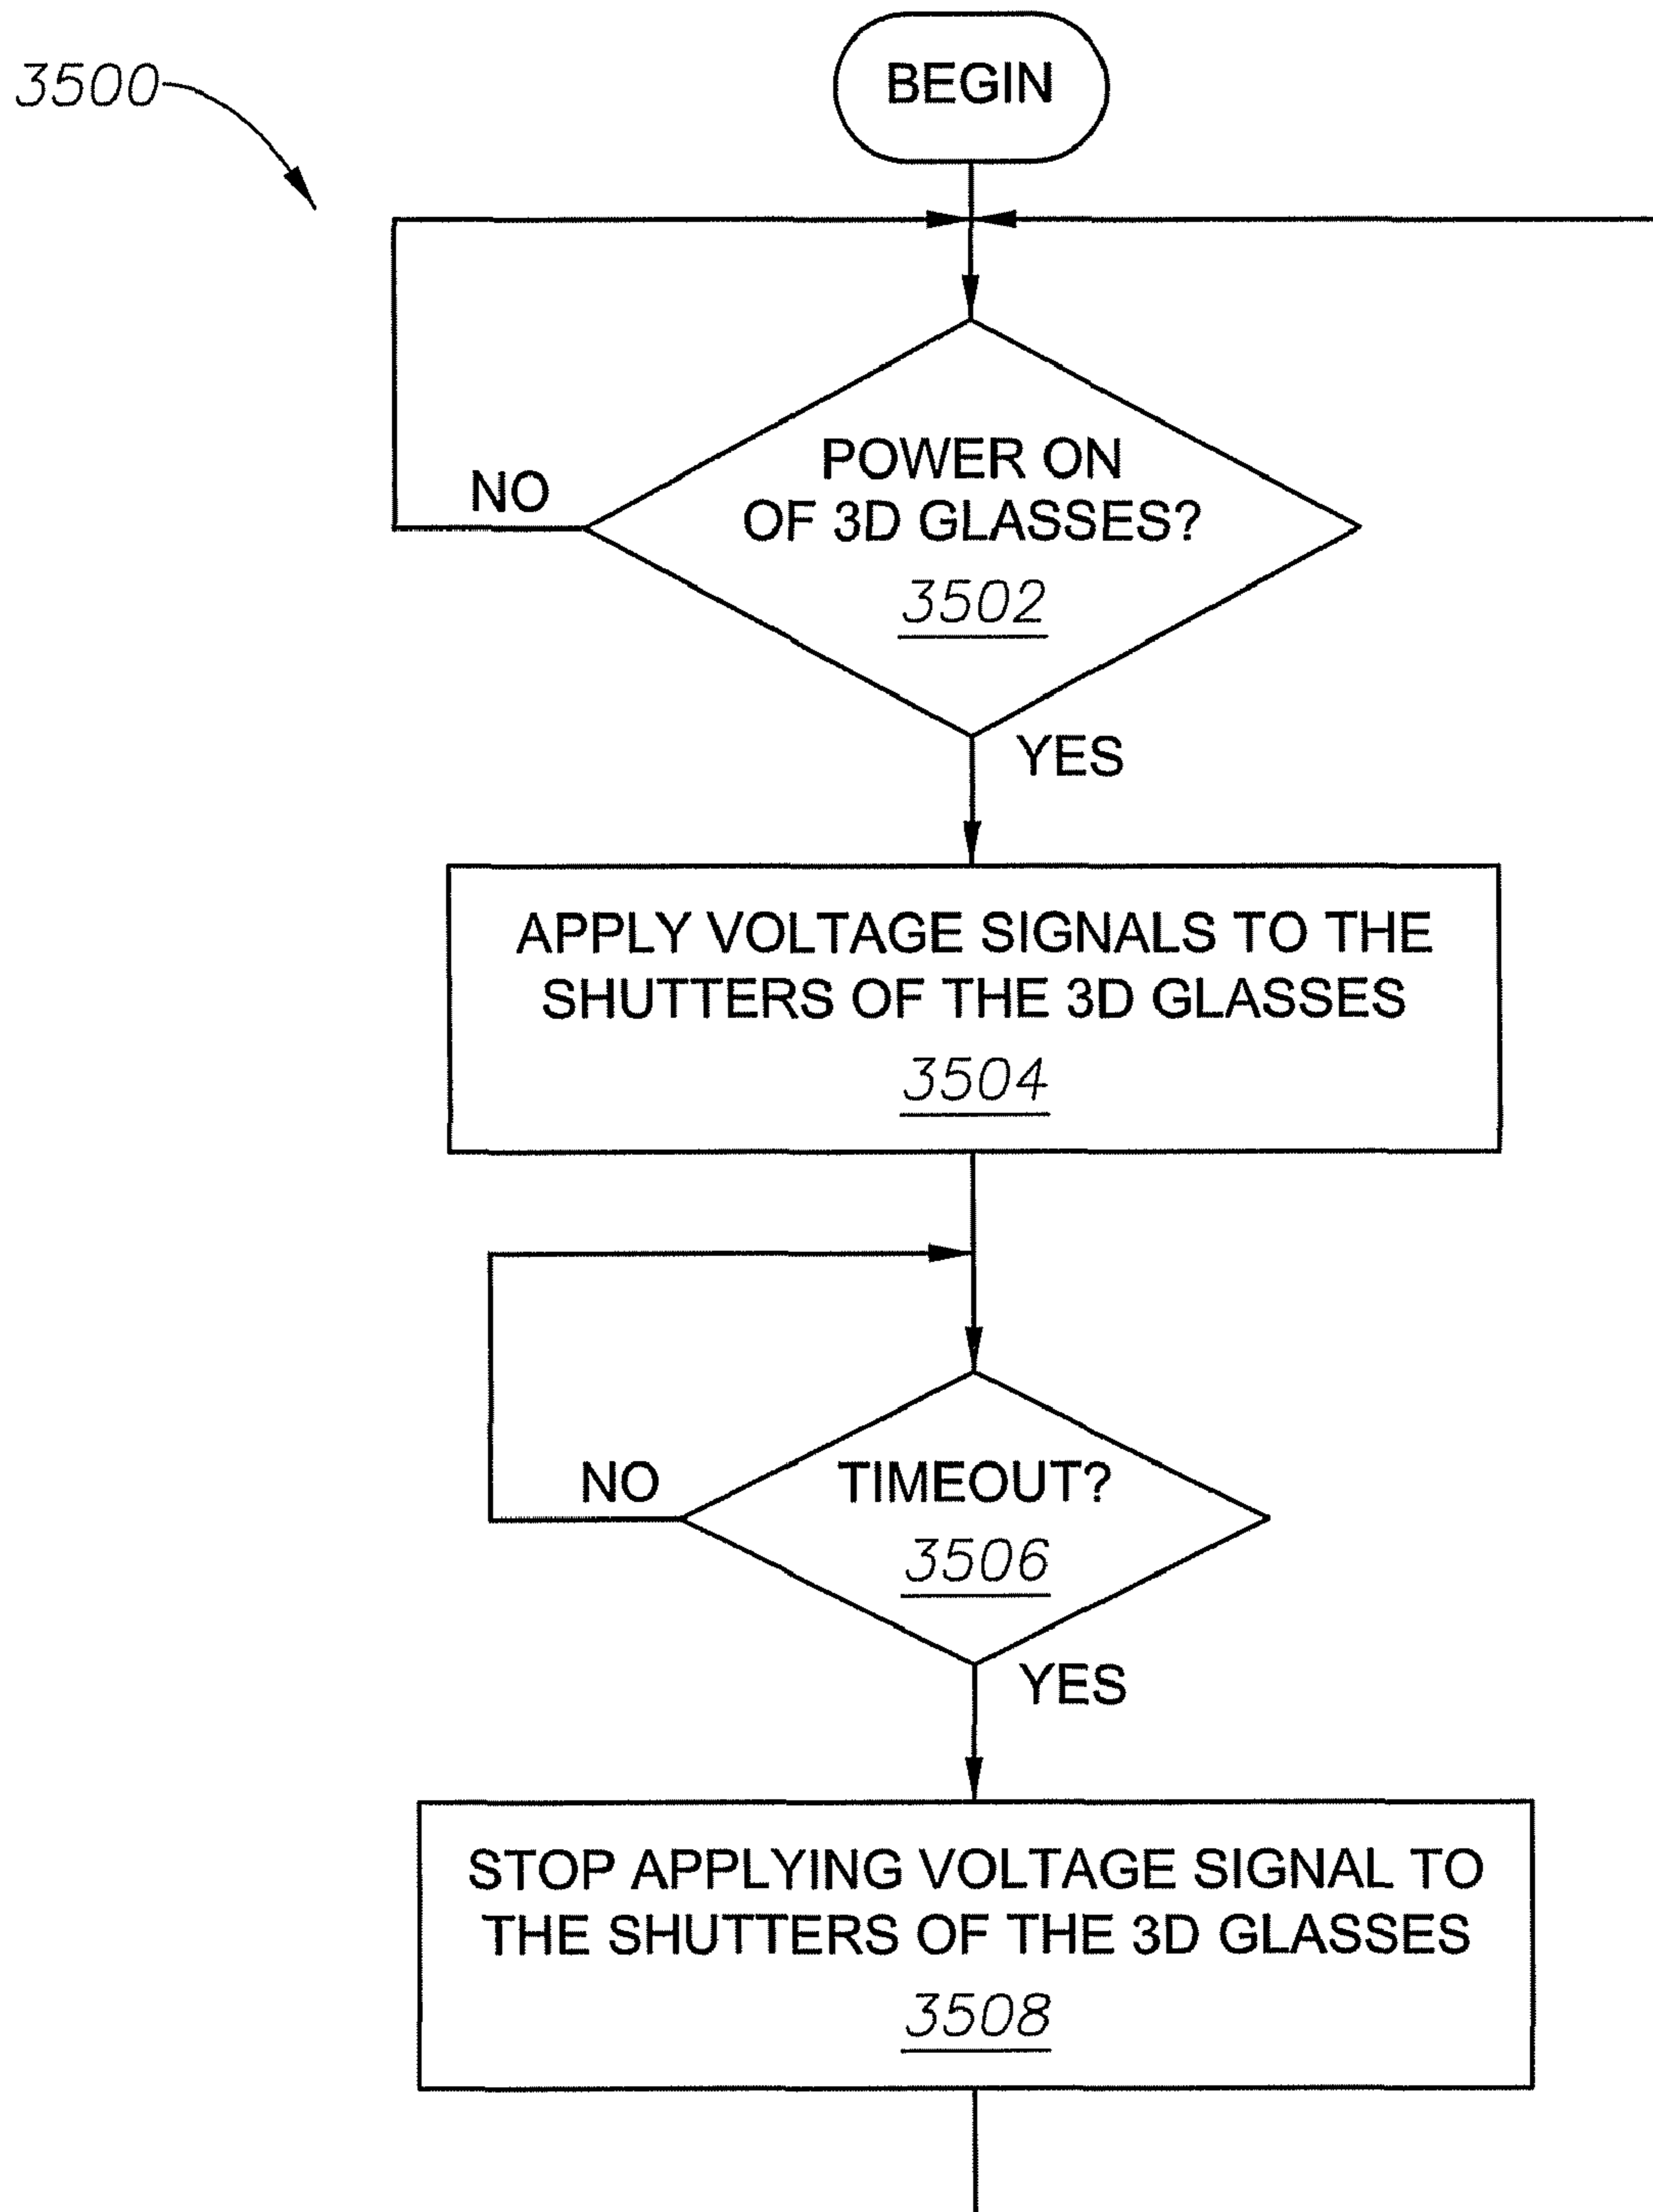 3500
BEGIN
POWER ON
OF 3D GLASSES?
3502
NO
YES
APPLY VOLTAGE SIGNALS TO THE
SHUTTERS OF THE 3D GLASSES
3504
NO
TIMEOUT?
3506
YES
STOP APPLYING VOLTAGE SIGNAL TO
THE SHUTTERS OF THE 3D GLASSES
3508